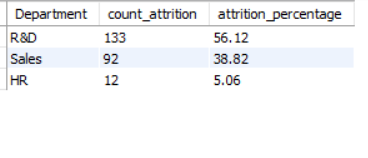 Department count_attrition attrition_percentage
R&D 133 56.12
Sales 92 38.82
HR 12 5.06